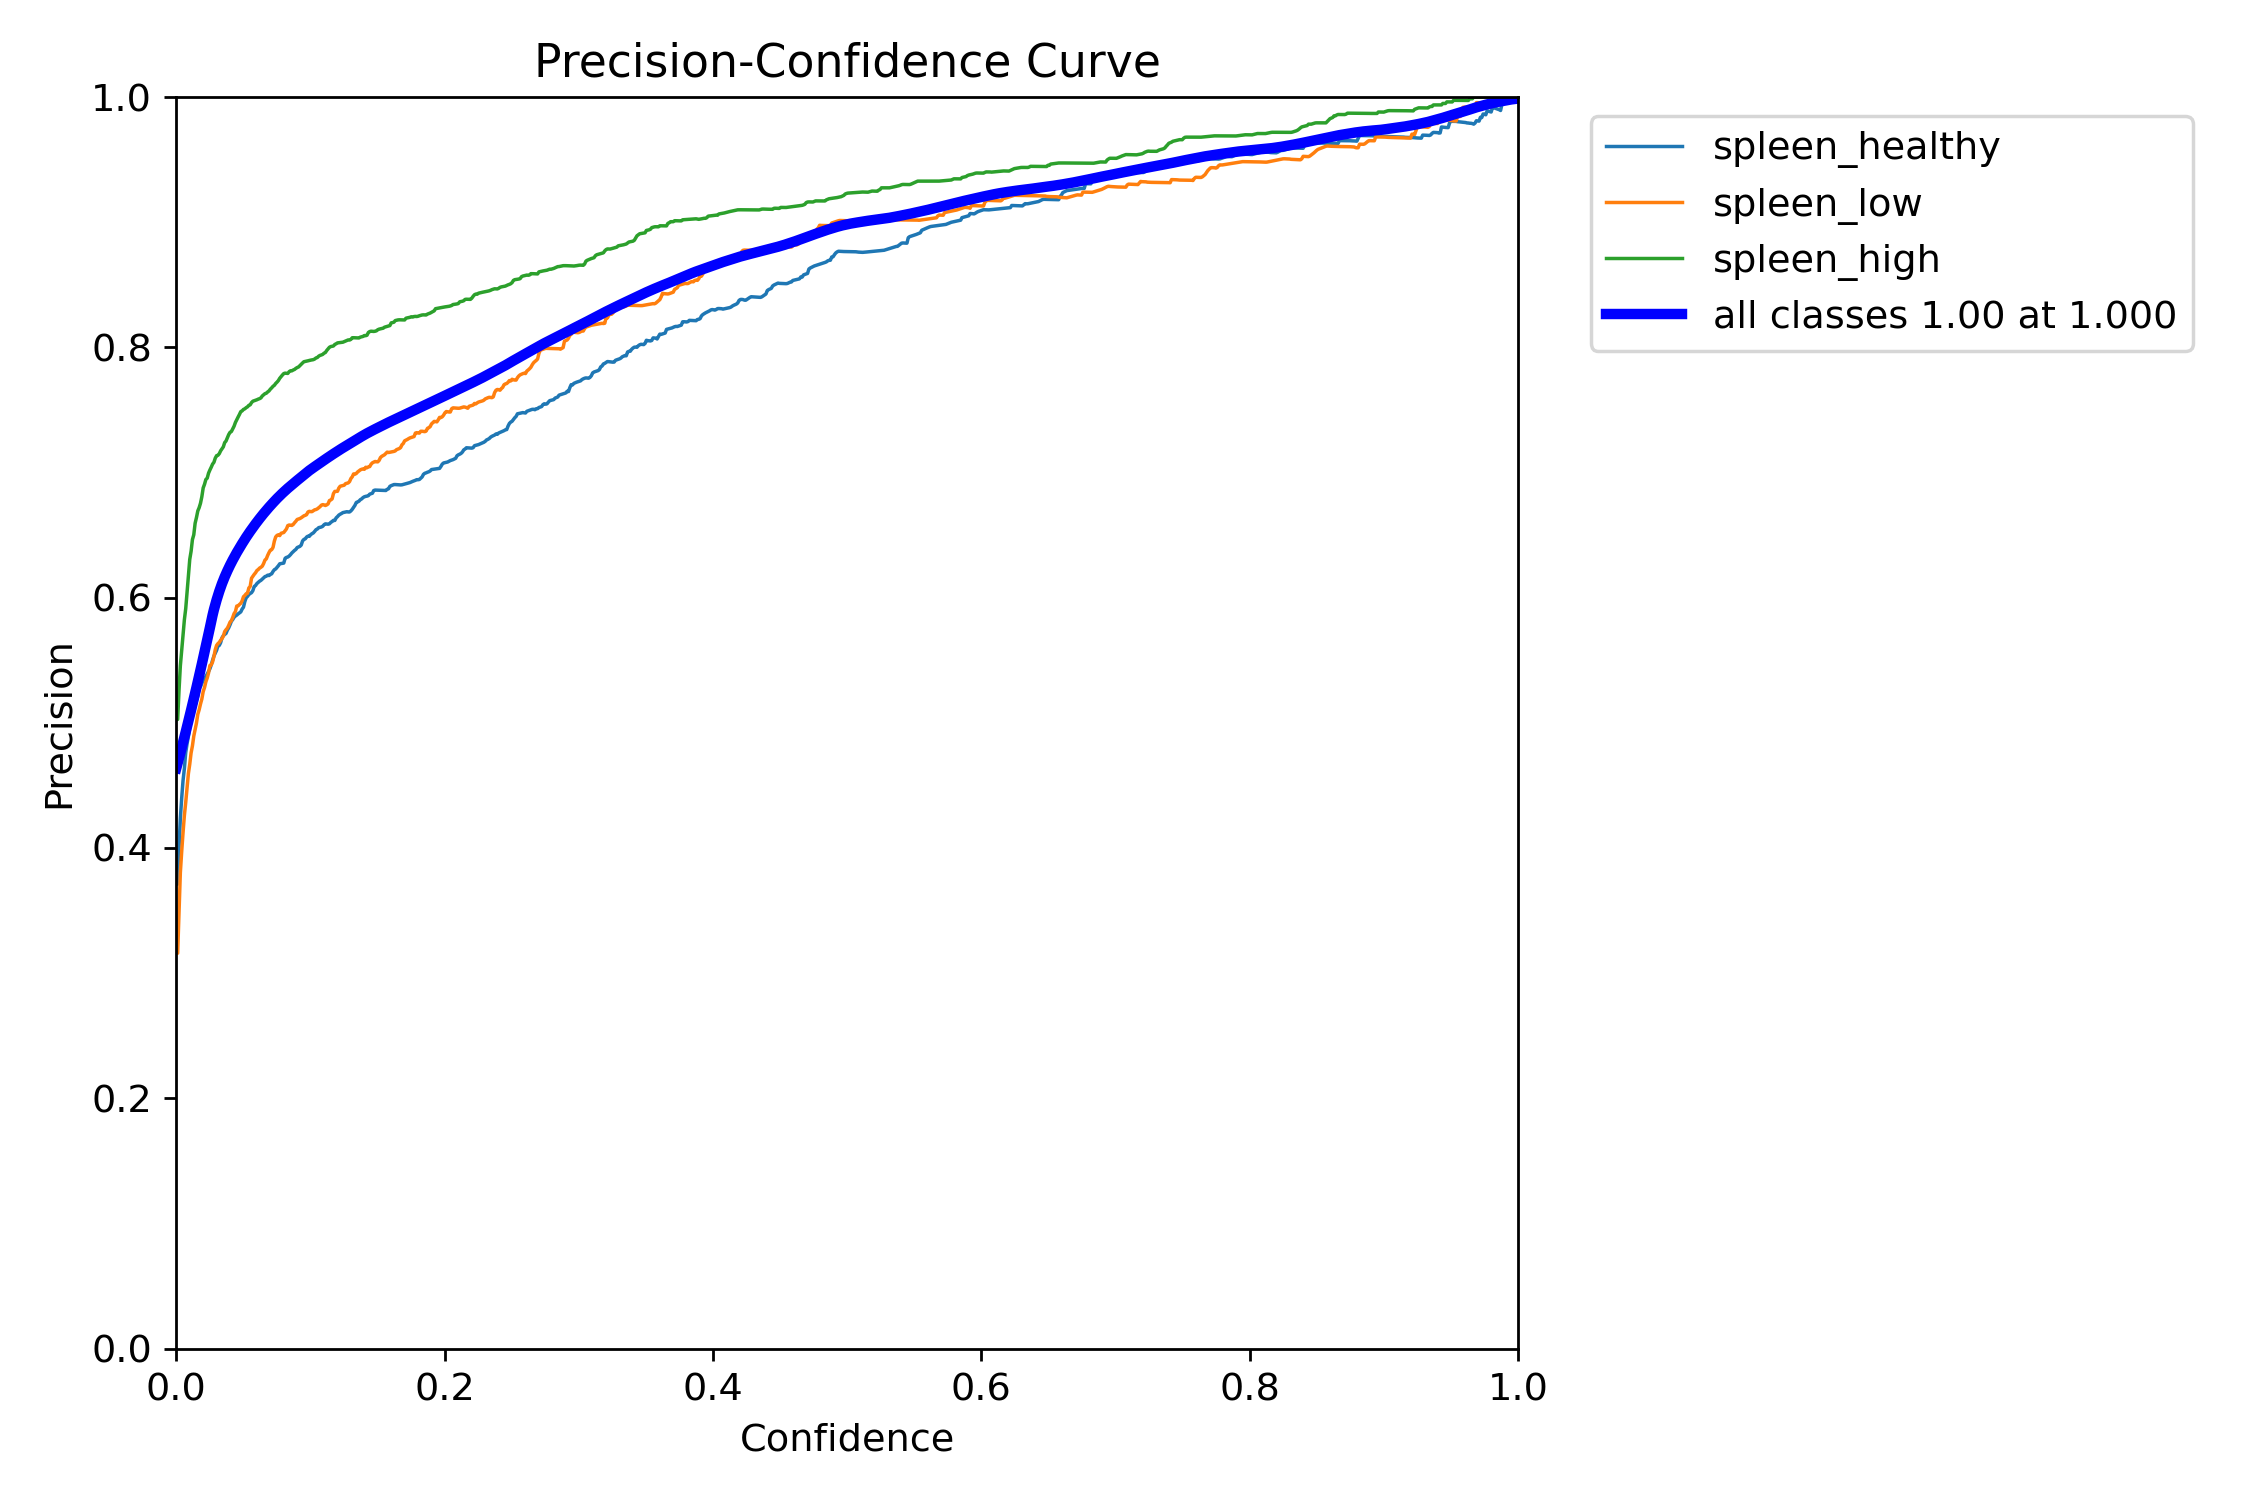 Precision-Confidence Curve
1.0
0.8
0.6
0.4
0.2
0.0
Precision
0.0 0.2 0.4 0.6 0.8 1.0
Confidence
spleen_healthy
spleen_low
spleen_high
all classes 1.00 at 1.000